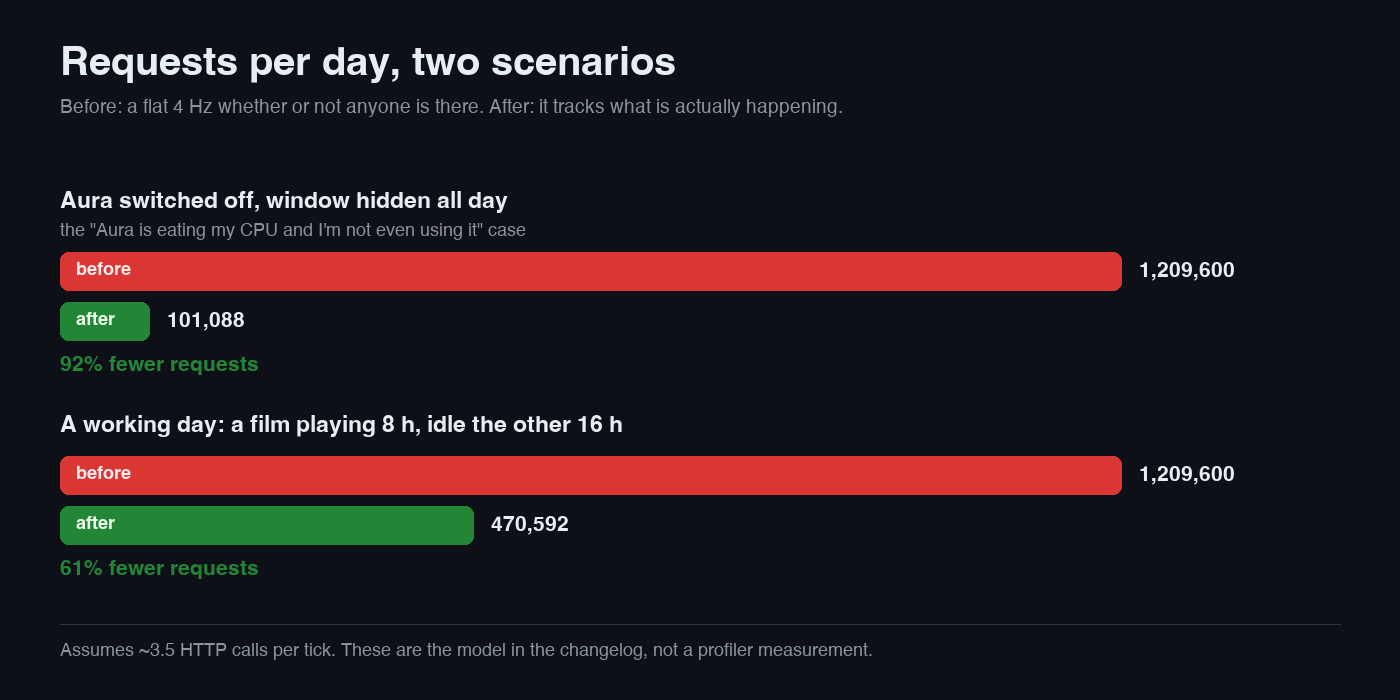 Requests per day, two scenarios
Before: a flat 4 Hz whether or not anyone is there. After: it tracks what is actually happening.
Aura switched off, window hidden all day
the "Aura is eating my CPU and I'm not even using it" case
before
1,209,600
after
101,088
92% fewer requests
A working day: a film playing 8 h, idle the other 16 h
before
1,209,600
after
470,592
61% fewer requests
Assumes ~3.5 HTTP calls per tick. These are the model in the changelog, not a profiler measurement.